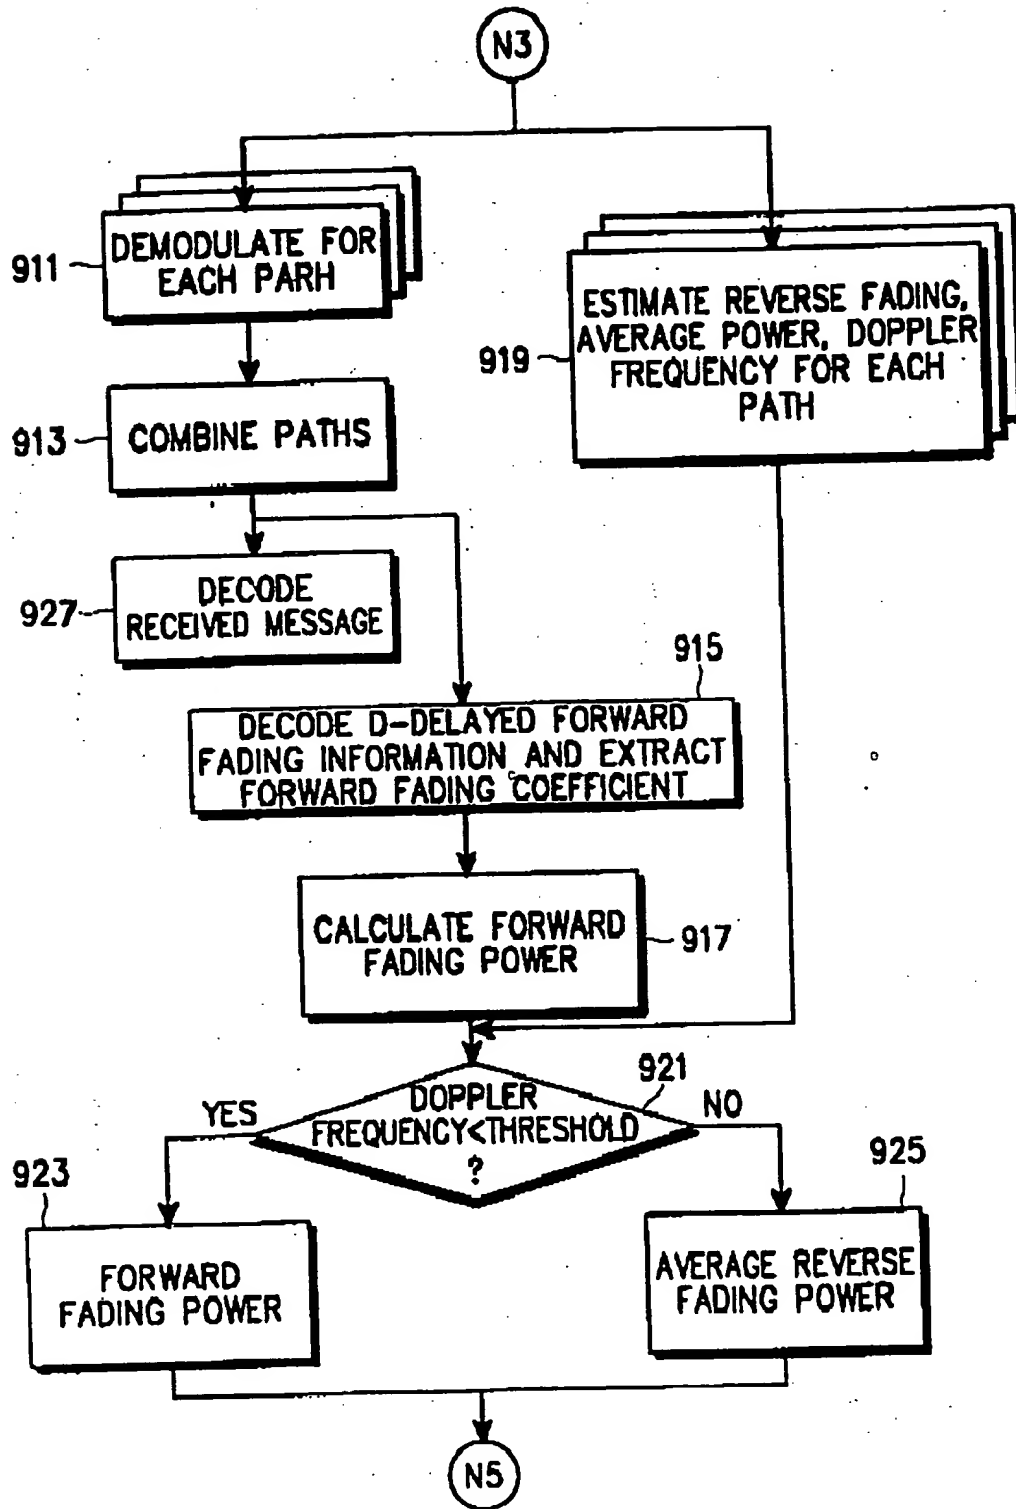 N3
911
DEMODULATE FOR
EACH PARH
919
ESTIMATE REVERSE FADING,
AVERAGE POWER, DOPPLER
FREQUENCY FOR EACH
PATH
913
COMBINE PATHS
927
DECODE
RECEIVED MESSAGE
915
DECODE D-DELAYED FORWARD
FADING INFORMATION AND EXTRACT
FORWARD FADING COEFFICIENT
CALCULATE FORWARD
FADING POWER
917
921
DOPPLER
FREQUENCY<THRESHOLD
?
YES
NO
923
FORWARD
FADING POWER
925
AVERAGE REVERSE
FADING POWER
N5